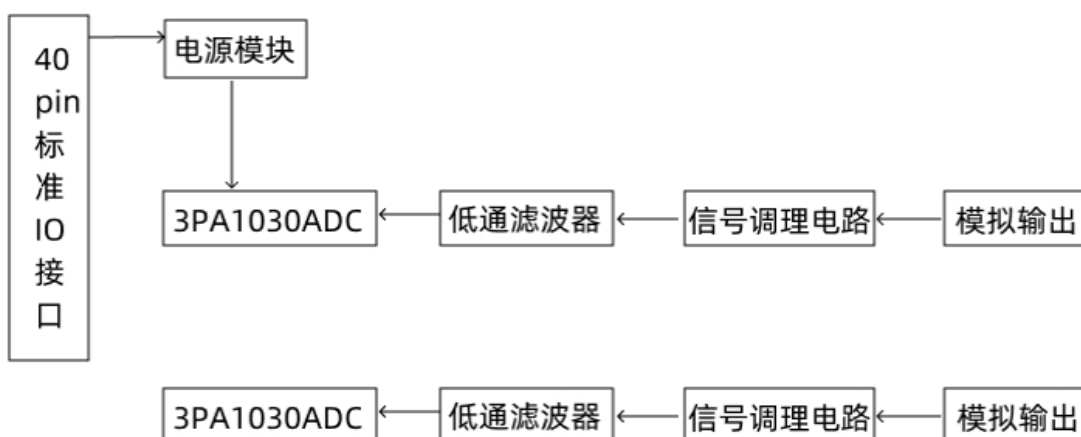 40
pin
标
准
IO
接
口
电源模块
3PA1030ADC
低通滤波器
信号调理电路
模拟输出
3PA1030ADC
低通滤波器
信号调理电路
模拟输出